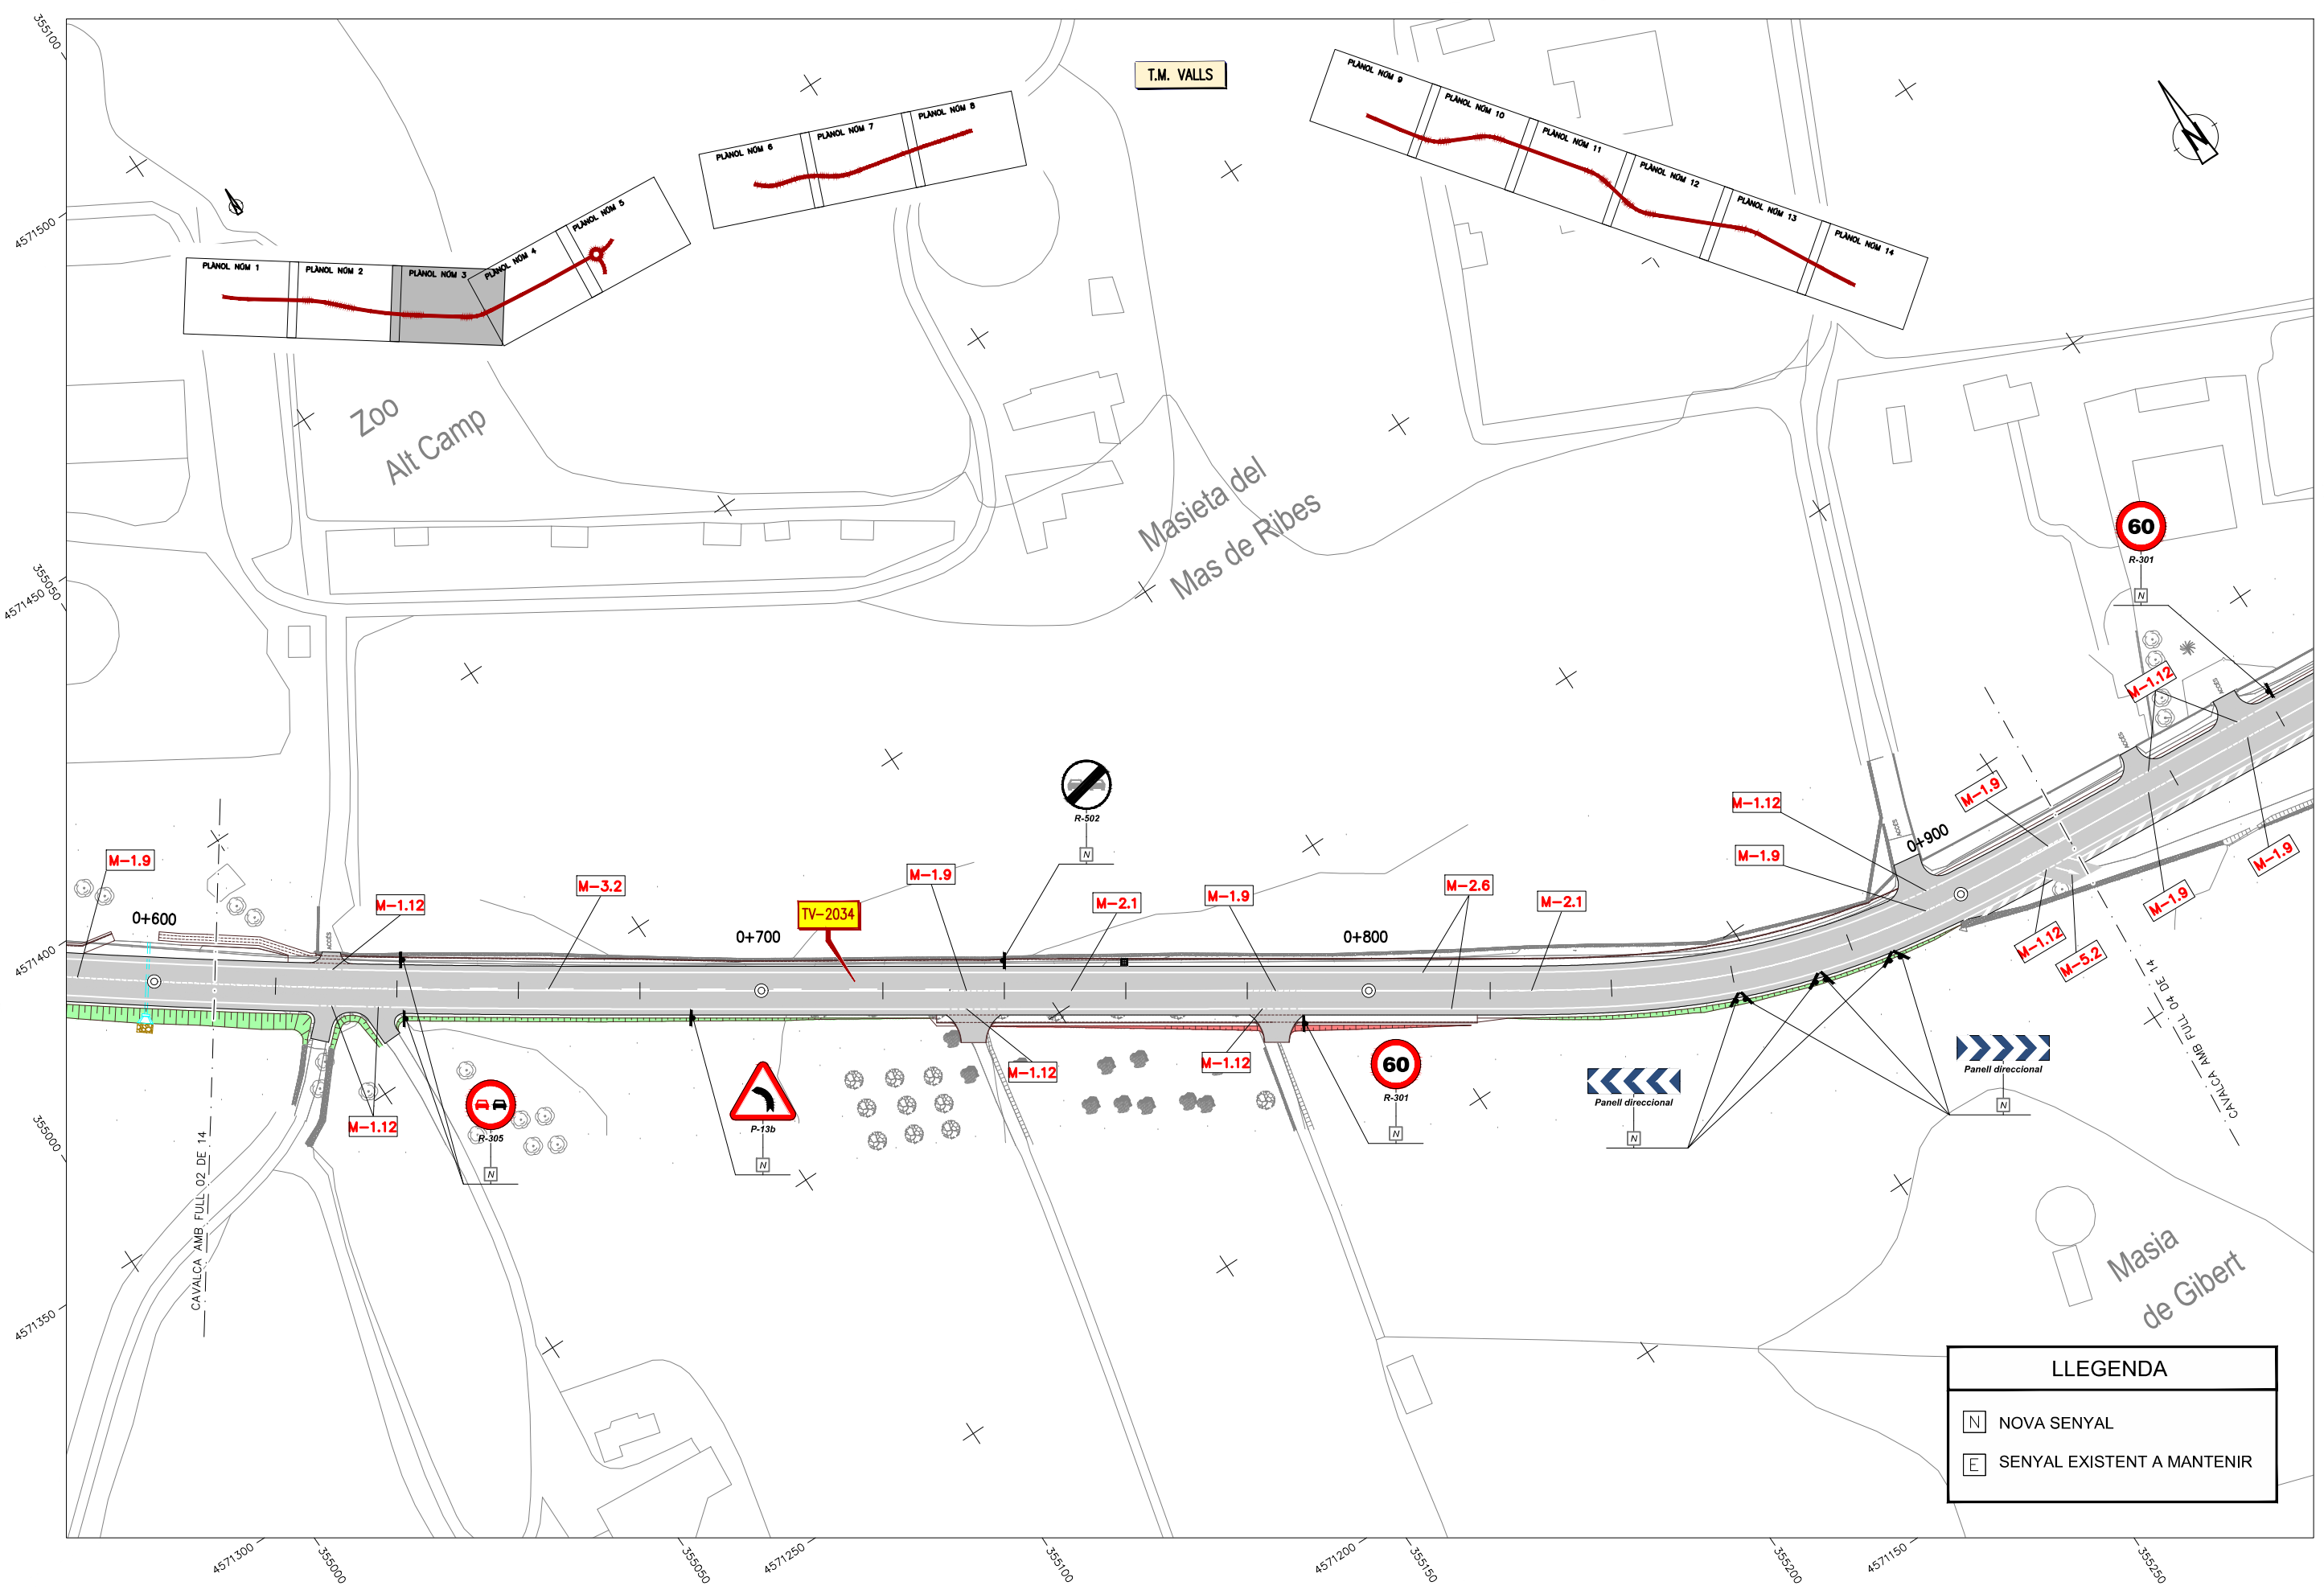 355100
T.M. VALLS
PLÀNOL NÚM 9
PLÀNOL NÚM 10
PLÀNOL NÚM 11
PLÀNOL NÚM 12
PLÀNOL NÚM 13
PLÀNOL NÚM 14
PLÀNOL NÚM 6
PLÀNOL NÚM 7
PLÀNOL NÚM 8
N
4571500
PLÀNOL NÚM 1
PLÀNOL NÚM 2
PLÀNOL NÚM 3
PLÀNOL NÚM 4
PLÀNOL NÚM 5
N
Zoo
Alt Camp
Masieta del
Mas de Ribes
60
R-301
N
355050
4571450
M-1.12
ACCÉS
ACCÉS
R-502
N
M-1.12
M-1.9
M-1.9
0+900
ACCÉS
M-1.9
0+600
M-1.12
ACCÉS
M-3.2
TV-2034
0+700
M-1.9
M-2.1
M-1.9
0+800
M-2.6
M-2.1
M-1.9
M-1.9
M-1.12
M-5.2
4571400
355000
M-1.12
R-305
N
P-13b
N
M-1.12
M-1.12
60
R-301
N
Panell direccional
N
Panell direccional
N
CAVALCA AMB FULL 02 DE 14
CAVALCA AMB FULL 04 DE 14
Masia
de Gibert
4571350
LLEGENDA
N NOVA SENYAL
E SENYAL EXISTENT A MANTENIR
4571300
355000
355050
4571250
355100
4571200
355150
355200
4571150
355250